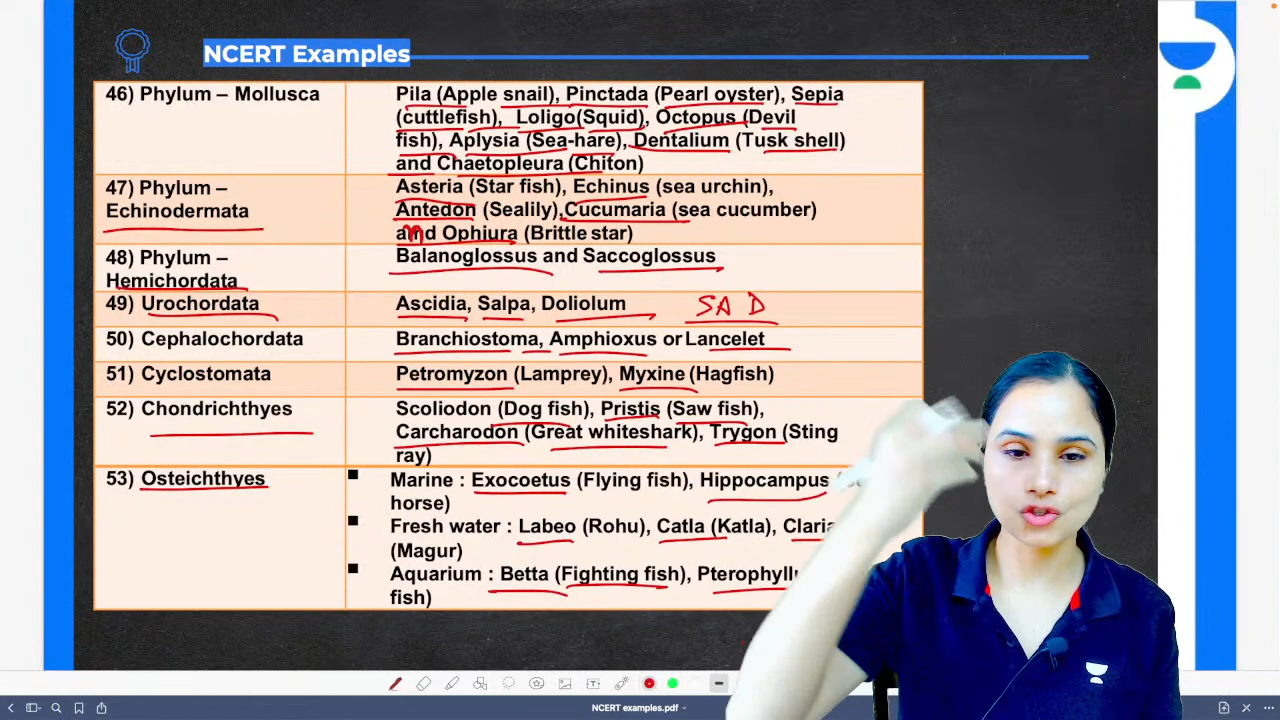 NCERT Examples
46) Phylum – Mollusca
Pila (Apple snail), Pinctada (Pearl oyster), Sepia
(cuttlefish), Loligo(Squid), Octopus (Devil
fish), Aplysia (Sea-hare), Dentalium (Tusk shell)
and Chaetopleura (Chiton)
47) Phylum –
Echinodermata
Asteria (Star fish), Echinus (sea urchin),
Antedon (Sealily),Cucumaria (sea cucumber)
and Ophiura (Brittle star)
48) Phylum –
Hemichordata
Balanoglossus and Saccoglossus
49) Urochordata
Ascidia, Salpa, Doliolum
SAD
50) Cephalochordata
Branchiostoma, Amphioxus or Lancelet
51) Cyclostomata
Petromyzon (Lamprey), Myxine (Hagfish)
52) Chondrichthyes
Scoliodon (Dog fish), Pristis (Saw fish),
Carcharodon (Great whiteshark), Trygon (Sting
ray)
53) Osteichthyes
Marine : Exocoetus (Flying fish), Hippocampus
horse)
Fresh water : Labeo (Rohu), Catla (Katla),
(Magur)
Aquarium : Betta (Fighting fish),
fish)
NCERT examples.pdf